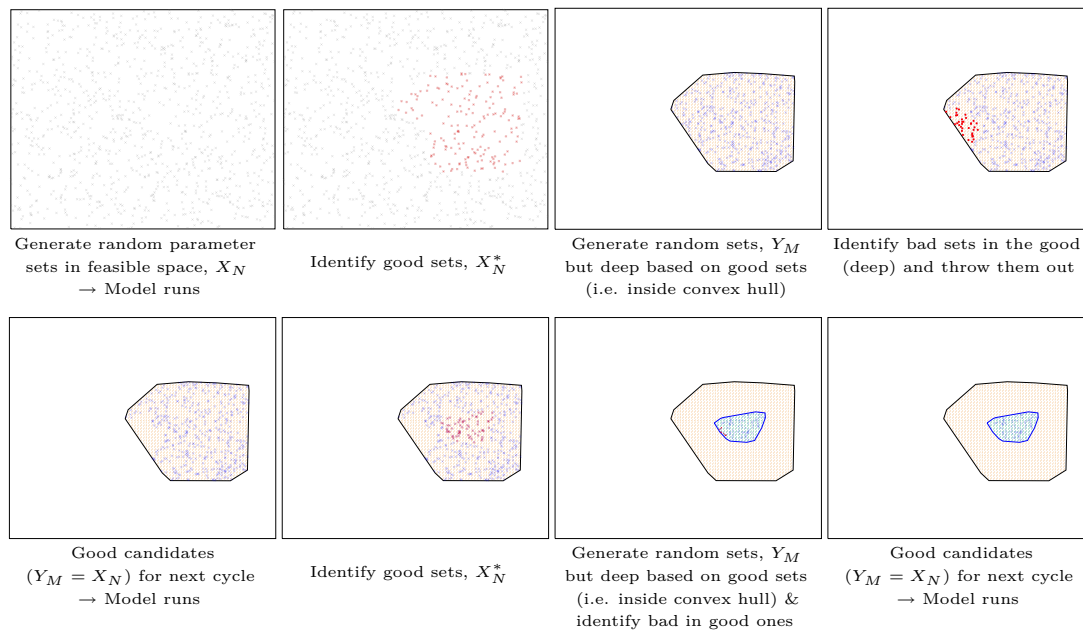 Generate random parameter
sets in feasible space, X_N
→ Model runs
Identify good sets, X_N^*
Generate random sets, Y_M
but deep based on good sets
(i.e. inside convex hull)
Identify bad sets in the good
(deep) and throw them out
Good candidates
(Y_M = X_N) for next cycle
→ Model runs
Identify good sets, X_N^*
Generate random sets, Y_M
but deep based on good sets
(i.e. inside convex hull) &
identify bad in good ones
Good candidates
(Y_M = X_N) for next cycle
→ Model runs